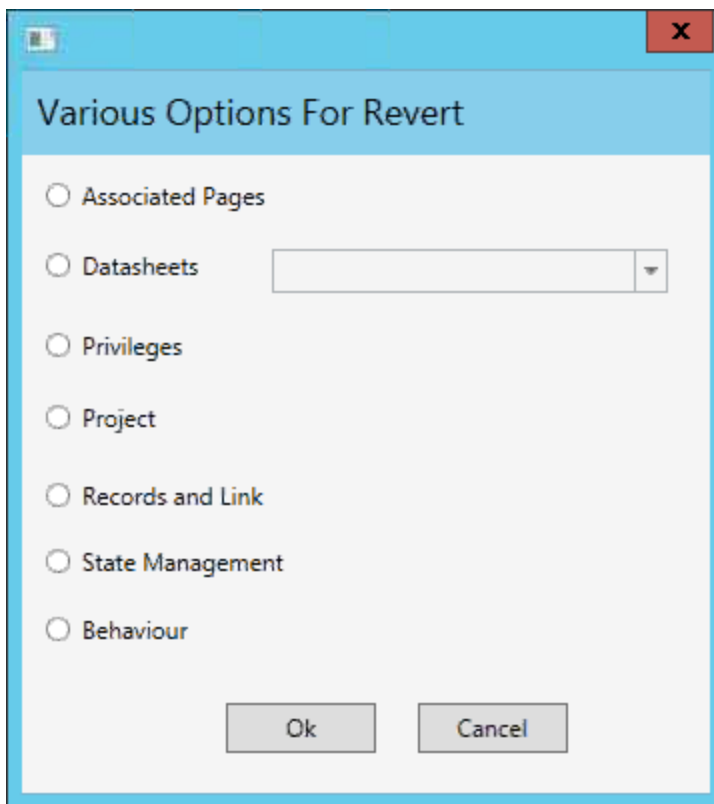 x
Various Options For Revert
Associated Pages
Datasheets
Privileges
Project
Records and Link
State Management
Behaviour
Ok Cancel